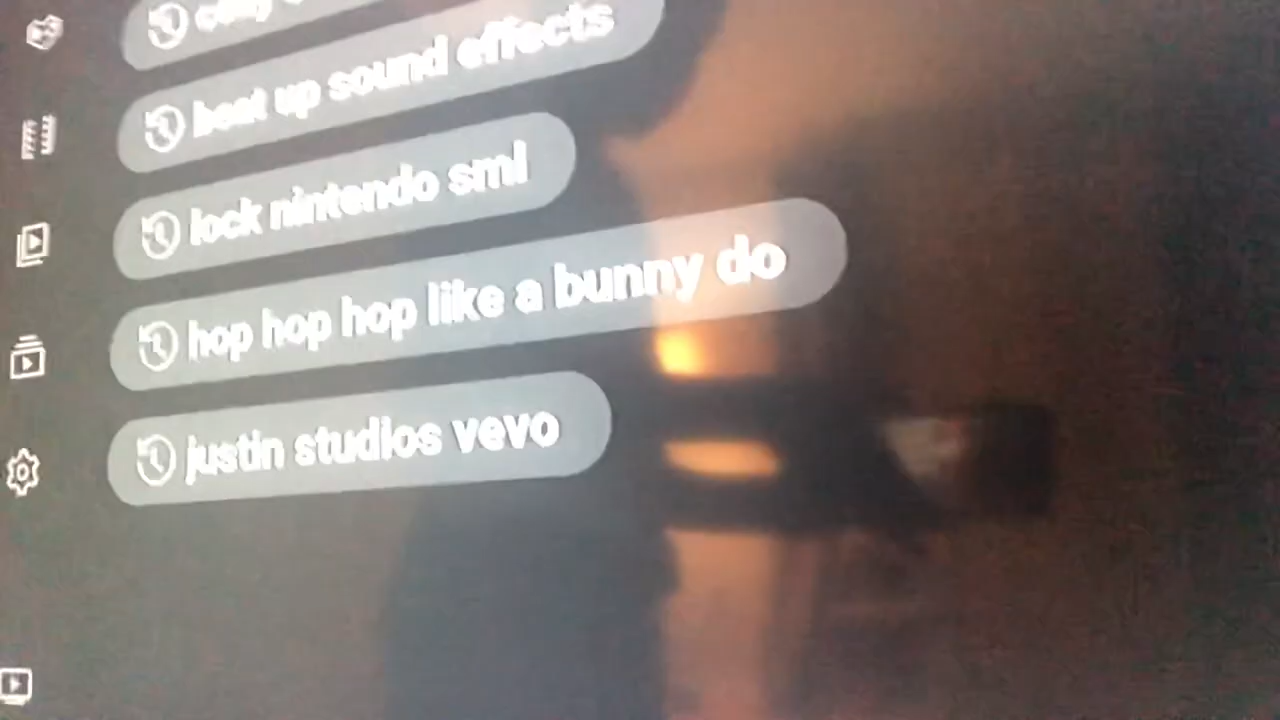 beat up sound effects
lock nintendo sml
hop hop hop like a bunny do
justin studios vevo